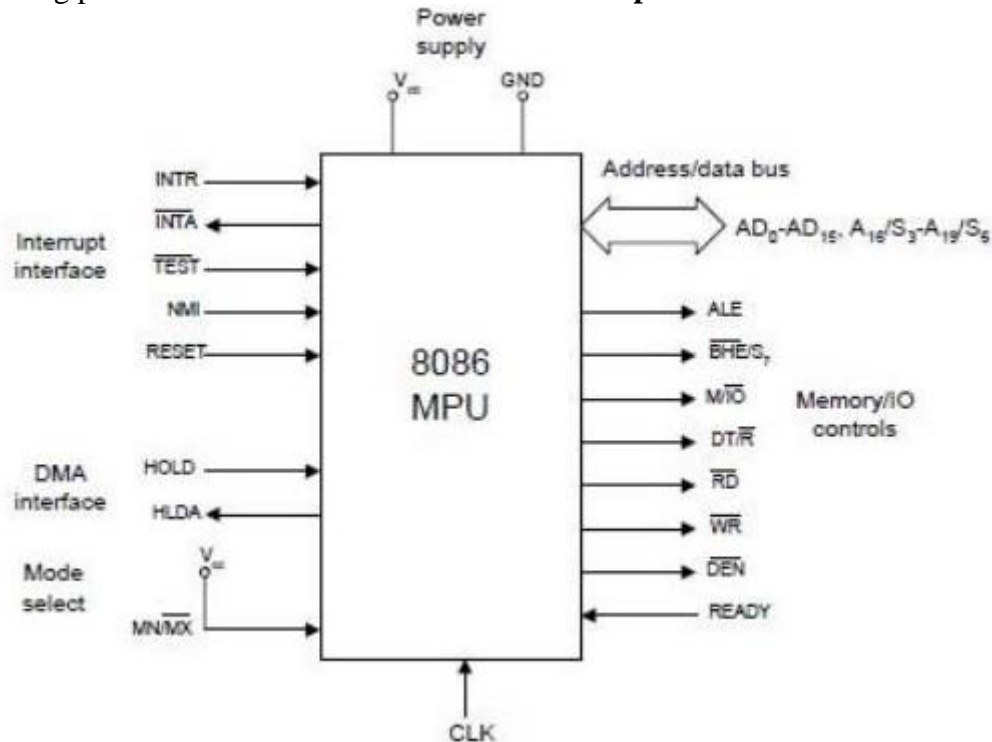 Power
supply
V
GND
INTR
INTA
TEST
NMI
RESET
Interrupt
interface
HOLD
HLDA
DMA
interface
V
Mode
select
MN/MX
8086
MPU
CLK
Address/data bus
AD₀-AD₁₅, A₁₆/S₃-A₁₉/S₆
ALE
BHE/S₇
M/IO
DT/R
RD
WR
DEN
READY
Memory/IO
controls